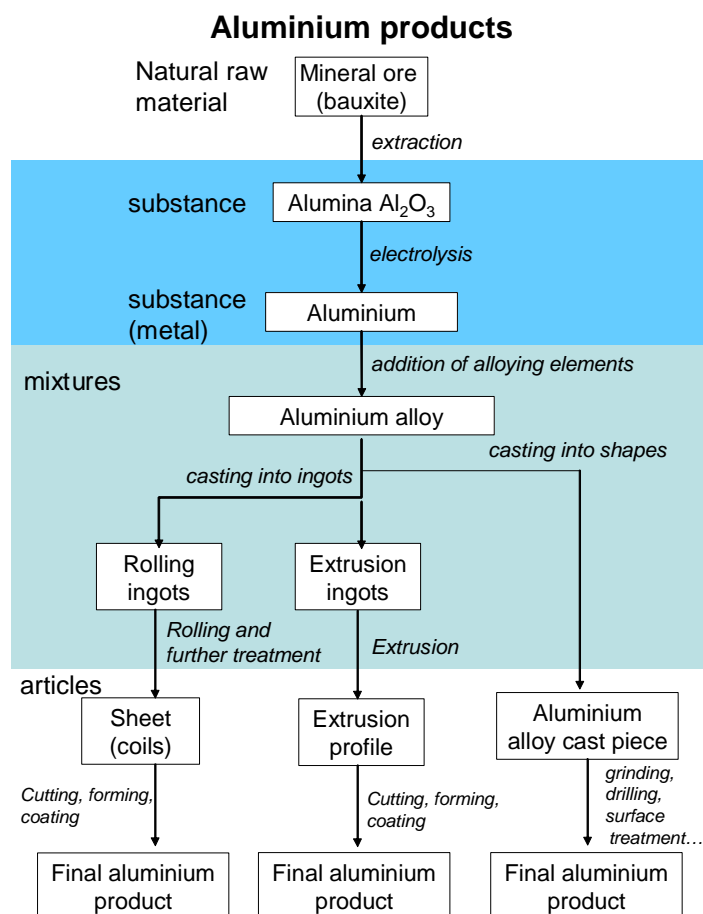 Aluminium products
Natural raw
material
Mineral ore
(bauxite)
extraction
substance
Alumina Al₂O₃
electrolysis
substance
(metal)
Aluminium
addition of alloying elements
mixtures
Aluminium alloy
casting into shapes
casting into ingots
Rolling
ingots
Extrusion
ingots
Rolling and
further treatment
Extrusion
articles
Sheet
(coils)
Extrusion
profile
Aluminium
alloy cast piece
Cutting, forming,
coating
Cutting, forming,
coating
grinding,
drilling,
surface
treatment…
Final aluminium
product
Final aluminium
product
Final aluminium
product